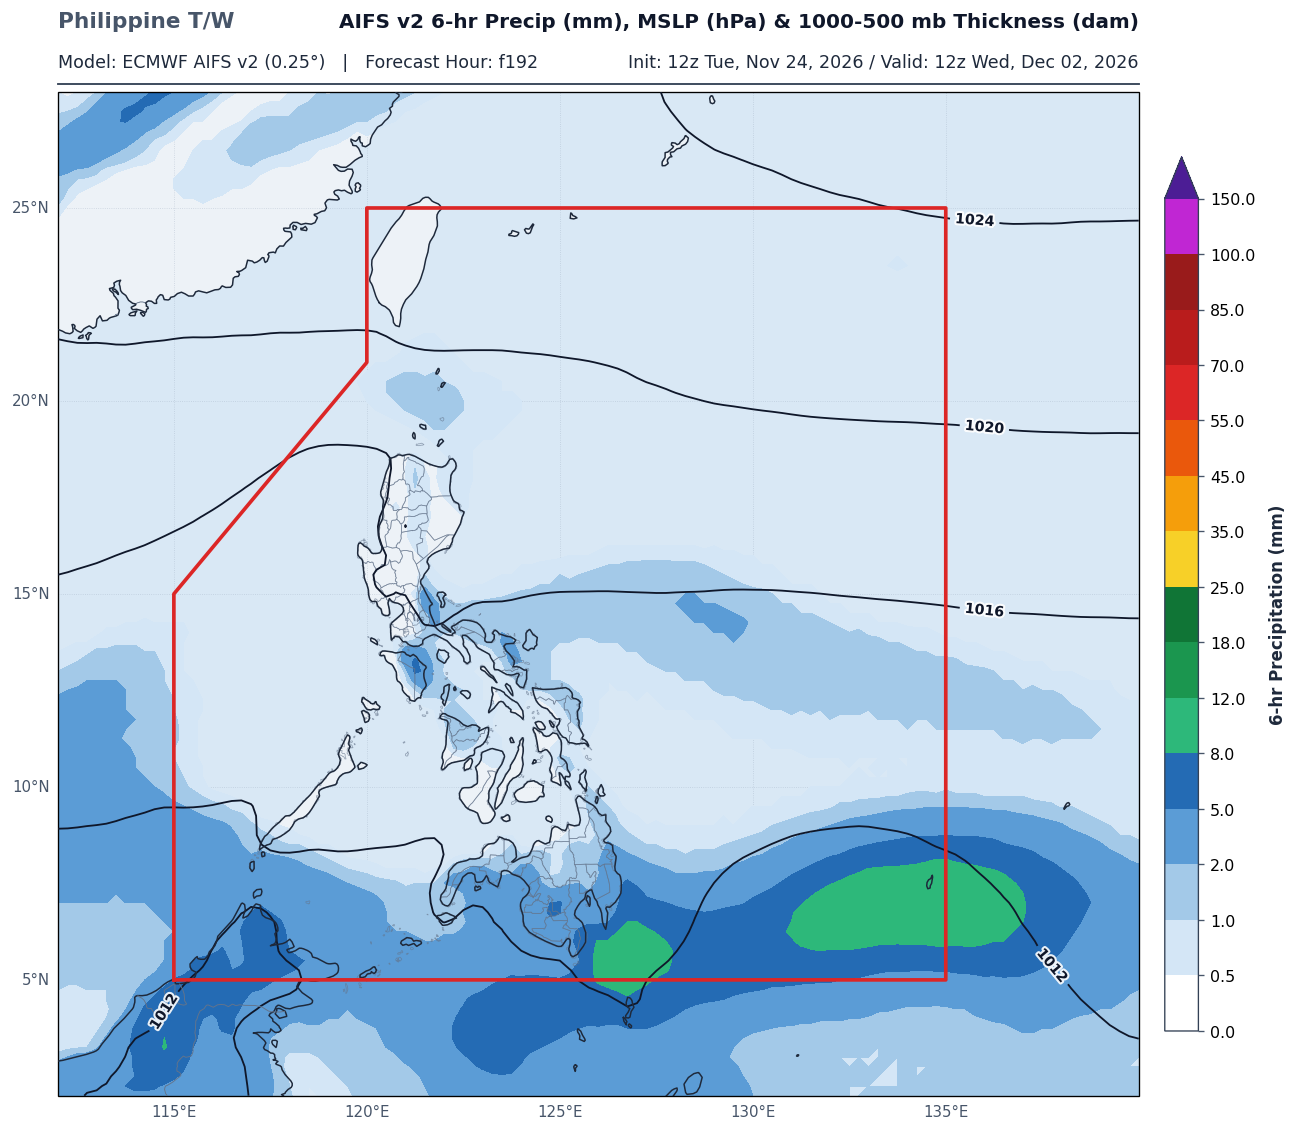 Philippine T/W
AIFS v2 6-hr Precip (mm), MSLP (hPa) & 1000-500 mb Thickness (dam)
Model: ECMWF AIFS v2 (0.25°)   |   Forecast Hour: f192
Init: 12z Tue, Nov 24, 2026 / Valid: 12z Wed, Dec 02, 2026
25°N
20°N
15°N
10°N
5°N
115°E
120°E
125°E
130°E
135°E
1024
1020
1016
1012
1012
150.0
100.0
85.0
70.0
55.0
45.0
35.0
25.0
18.0
12.0
8.0
5.0
2.0
1.0
0.5
0.0
6-hr Precipitation (mm)